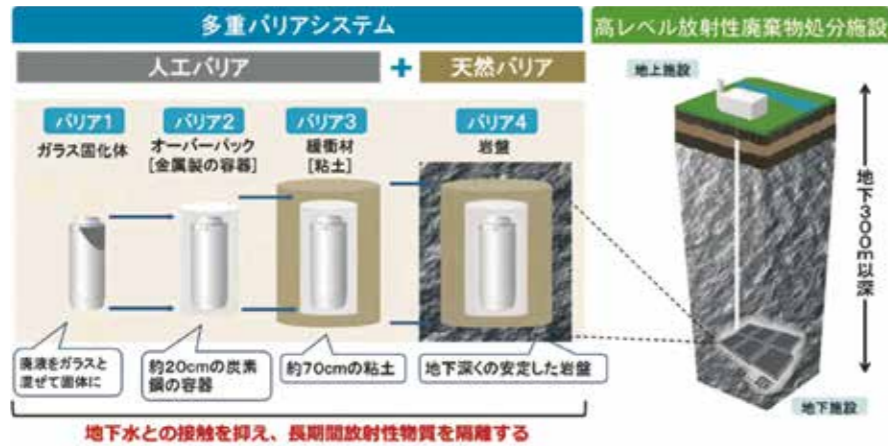 多重バリアシステム
高レベル放射性廃棄物処分施設
人工バリア
+
天然バリア
地上施設
バリア1
ガラス固化体
バリア2
オーバーパック
[金属製の容器]
バリア3
緩衝材
[粘土]
バリア4
岩盤
地下300m以深
廃液をガラスと
混ぜて固体に
約20cmの炭素
鋼の容器
約70cmの粘土
地下深くの安定した岩盤
地下施設
地下水との接触を抑え、長期間放射性物質を隔離する